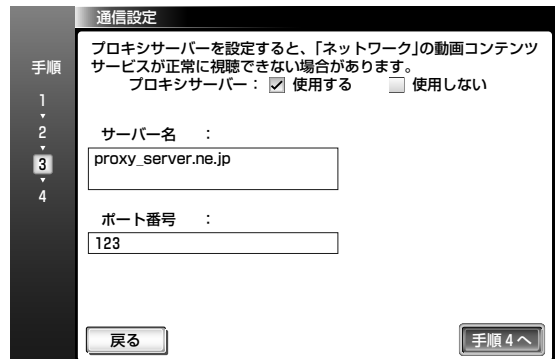 通信設定
手順
1
2
3
4
プロキシサーバーを設定すると、「ネットワーク」の動画コンテンツ
サービスが正常に視聴できない場合があります。
プロキシサーバー： 使用する 使用しない
サーバー名 ：
proxy_server.ne.jp
ポート番号 ：
123
戻る
手順 4 へ